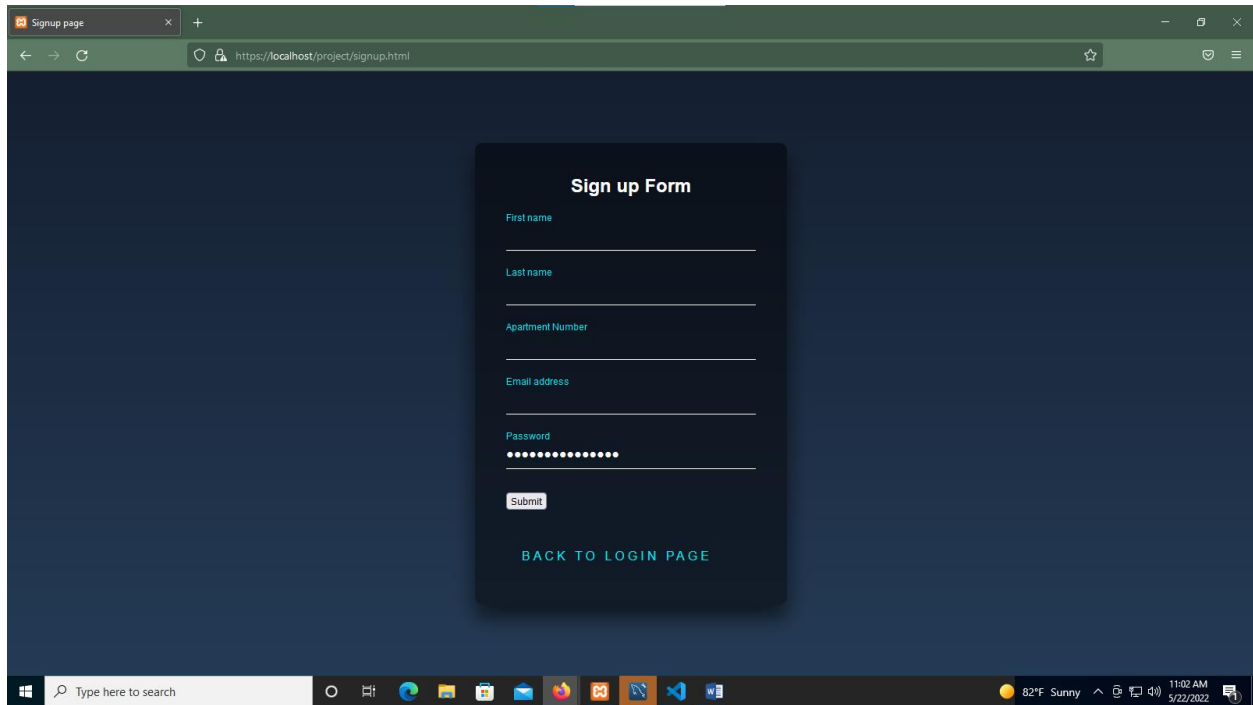 Signup page
https://localhost/project/signup.html
Sign up Form
First name
Last name
Apartment Number
Email address
Password
Submit
BACK TO LOGIN PAGE
Type here to search
82°F Sunny
11:02 AM
5/22/2022
1